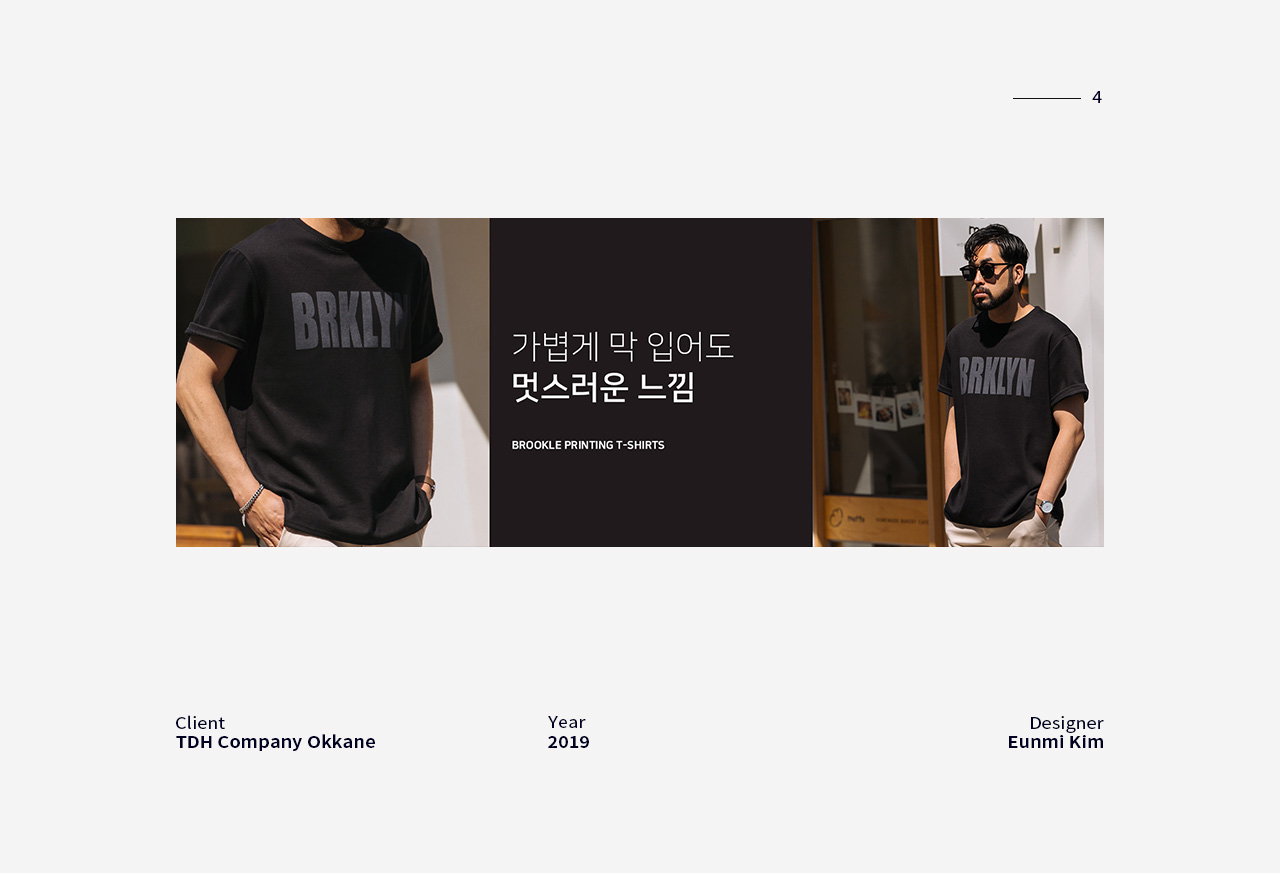 4
BRKLYN
가볍게 막 입어도
멋스러운 느낌
BROOKLE PRINTING T-SHIRTS
BRKLYN
Client
TDH Company Okkane
Year
2019
Designer
Eunmi Kim